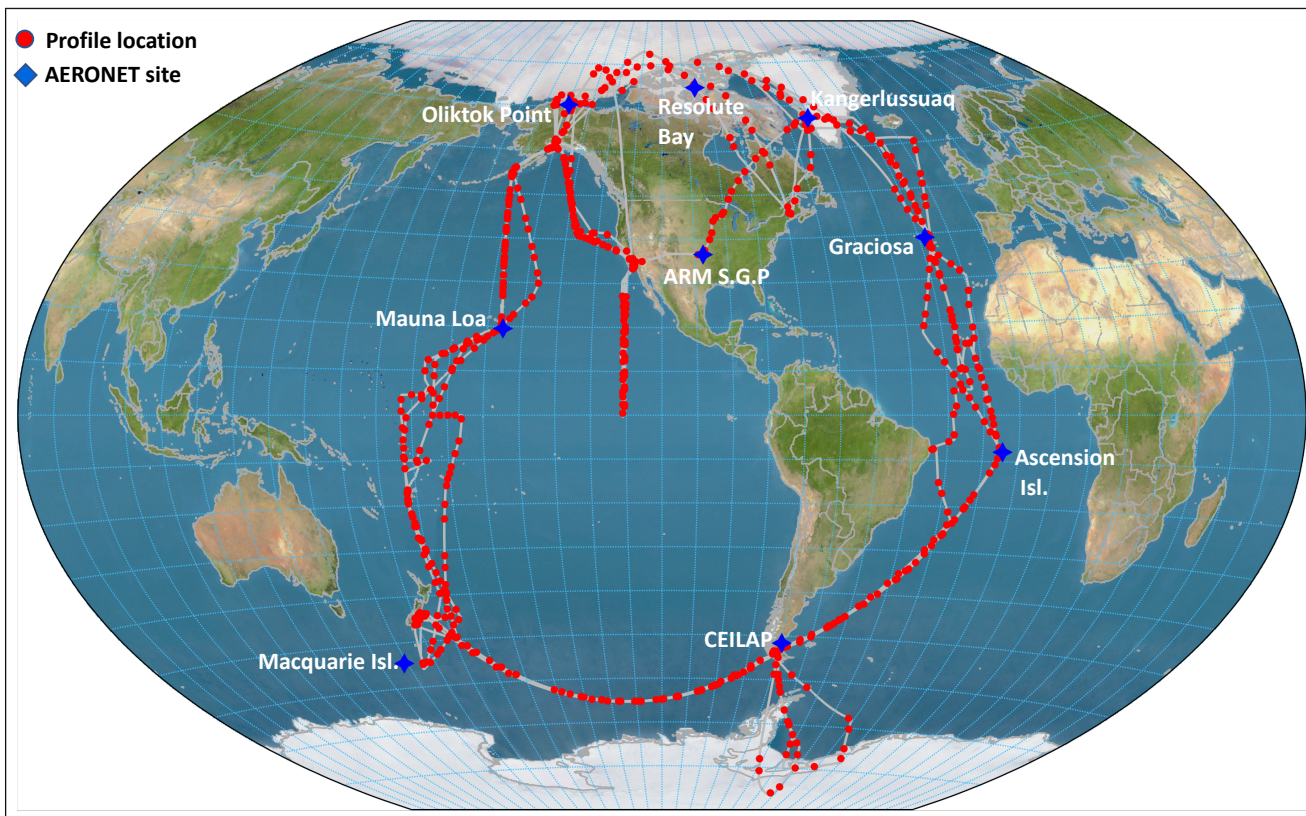 Profile location
AERONET site
Oliktok Point
Resolute
Bay
Kangerlussuaq
Graciosa
ARM S.G.P
Mauna Loa
Ascension
Isl.
CEILAP
Macquarie Isl.